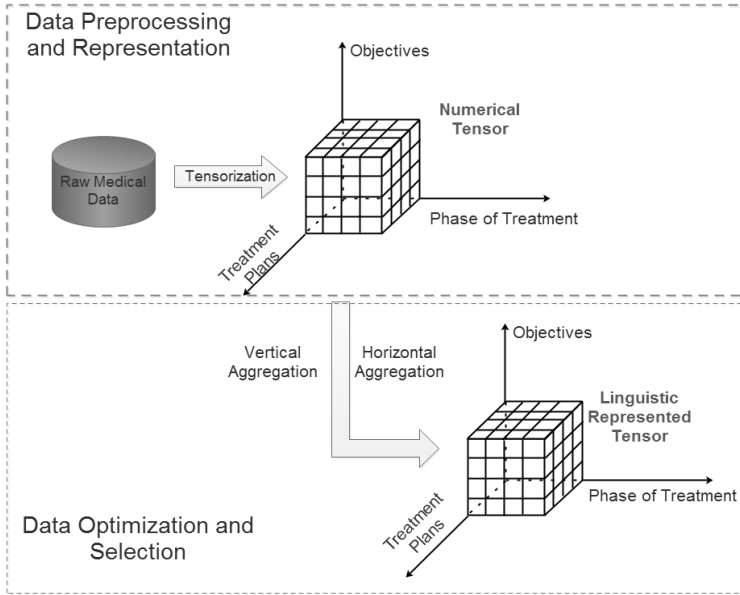 Data Preprocessing
and Representation
Objectives
Numerical
Tensor
Raw Medical
Data
Tensorization
Phase of Treatment
Treatment
Plans
Vertical
Aggregation
Horizontal
Aggregation
Objectives
Linguistic
Represented
Tensor
Phase of Treatment
Treatment
Plans
Data Optimization and
Selection